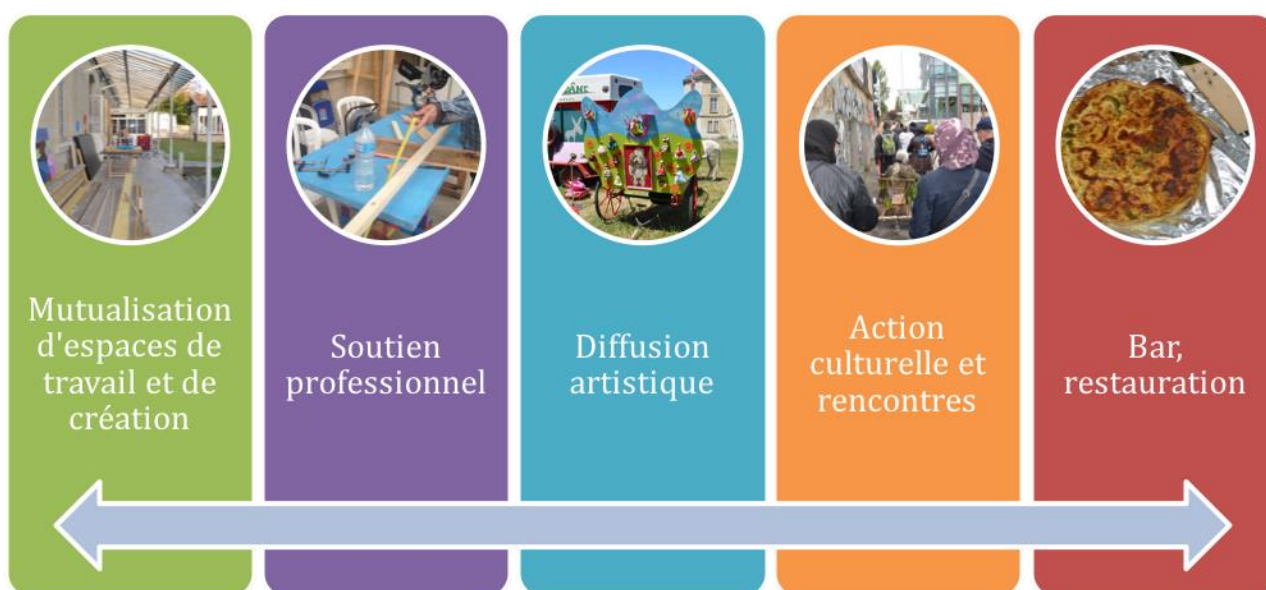 Mutualisation
d'espaces de
travail et de
création
Soutien
professionnel
Diffusion
artistique
Action
culturelle et
rencontres
Bar,
restauration